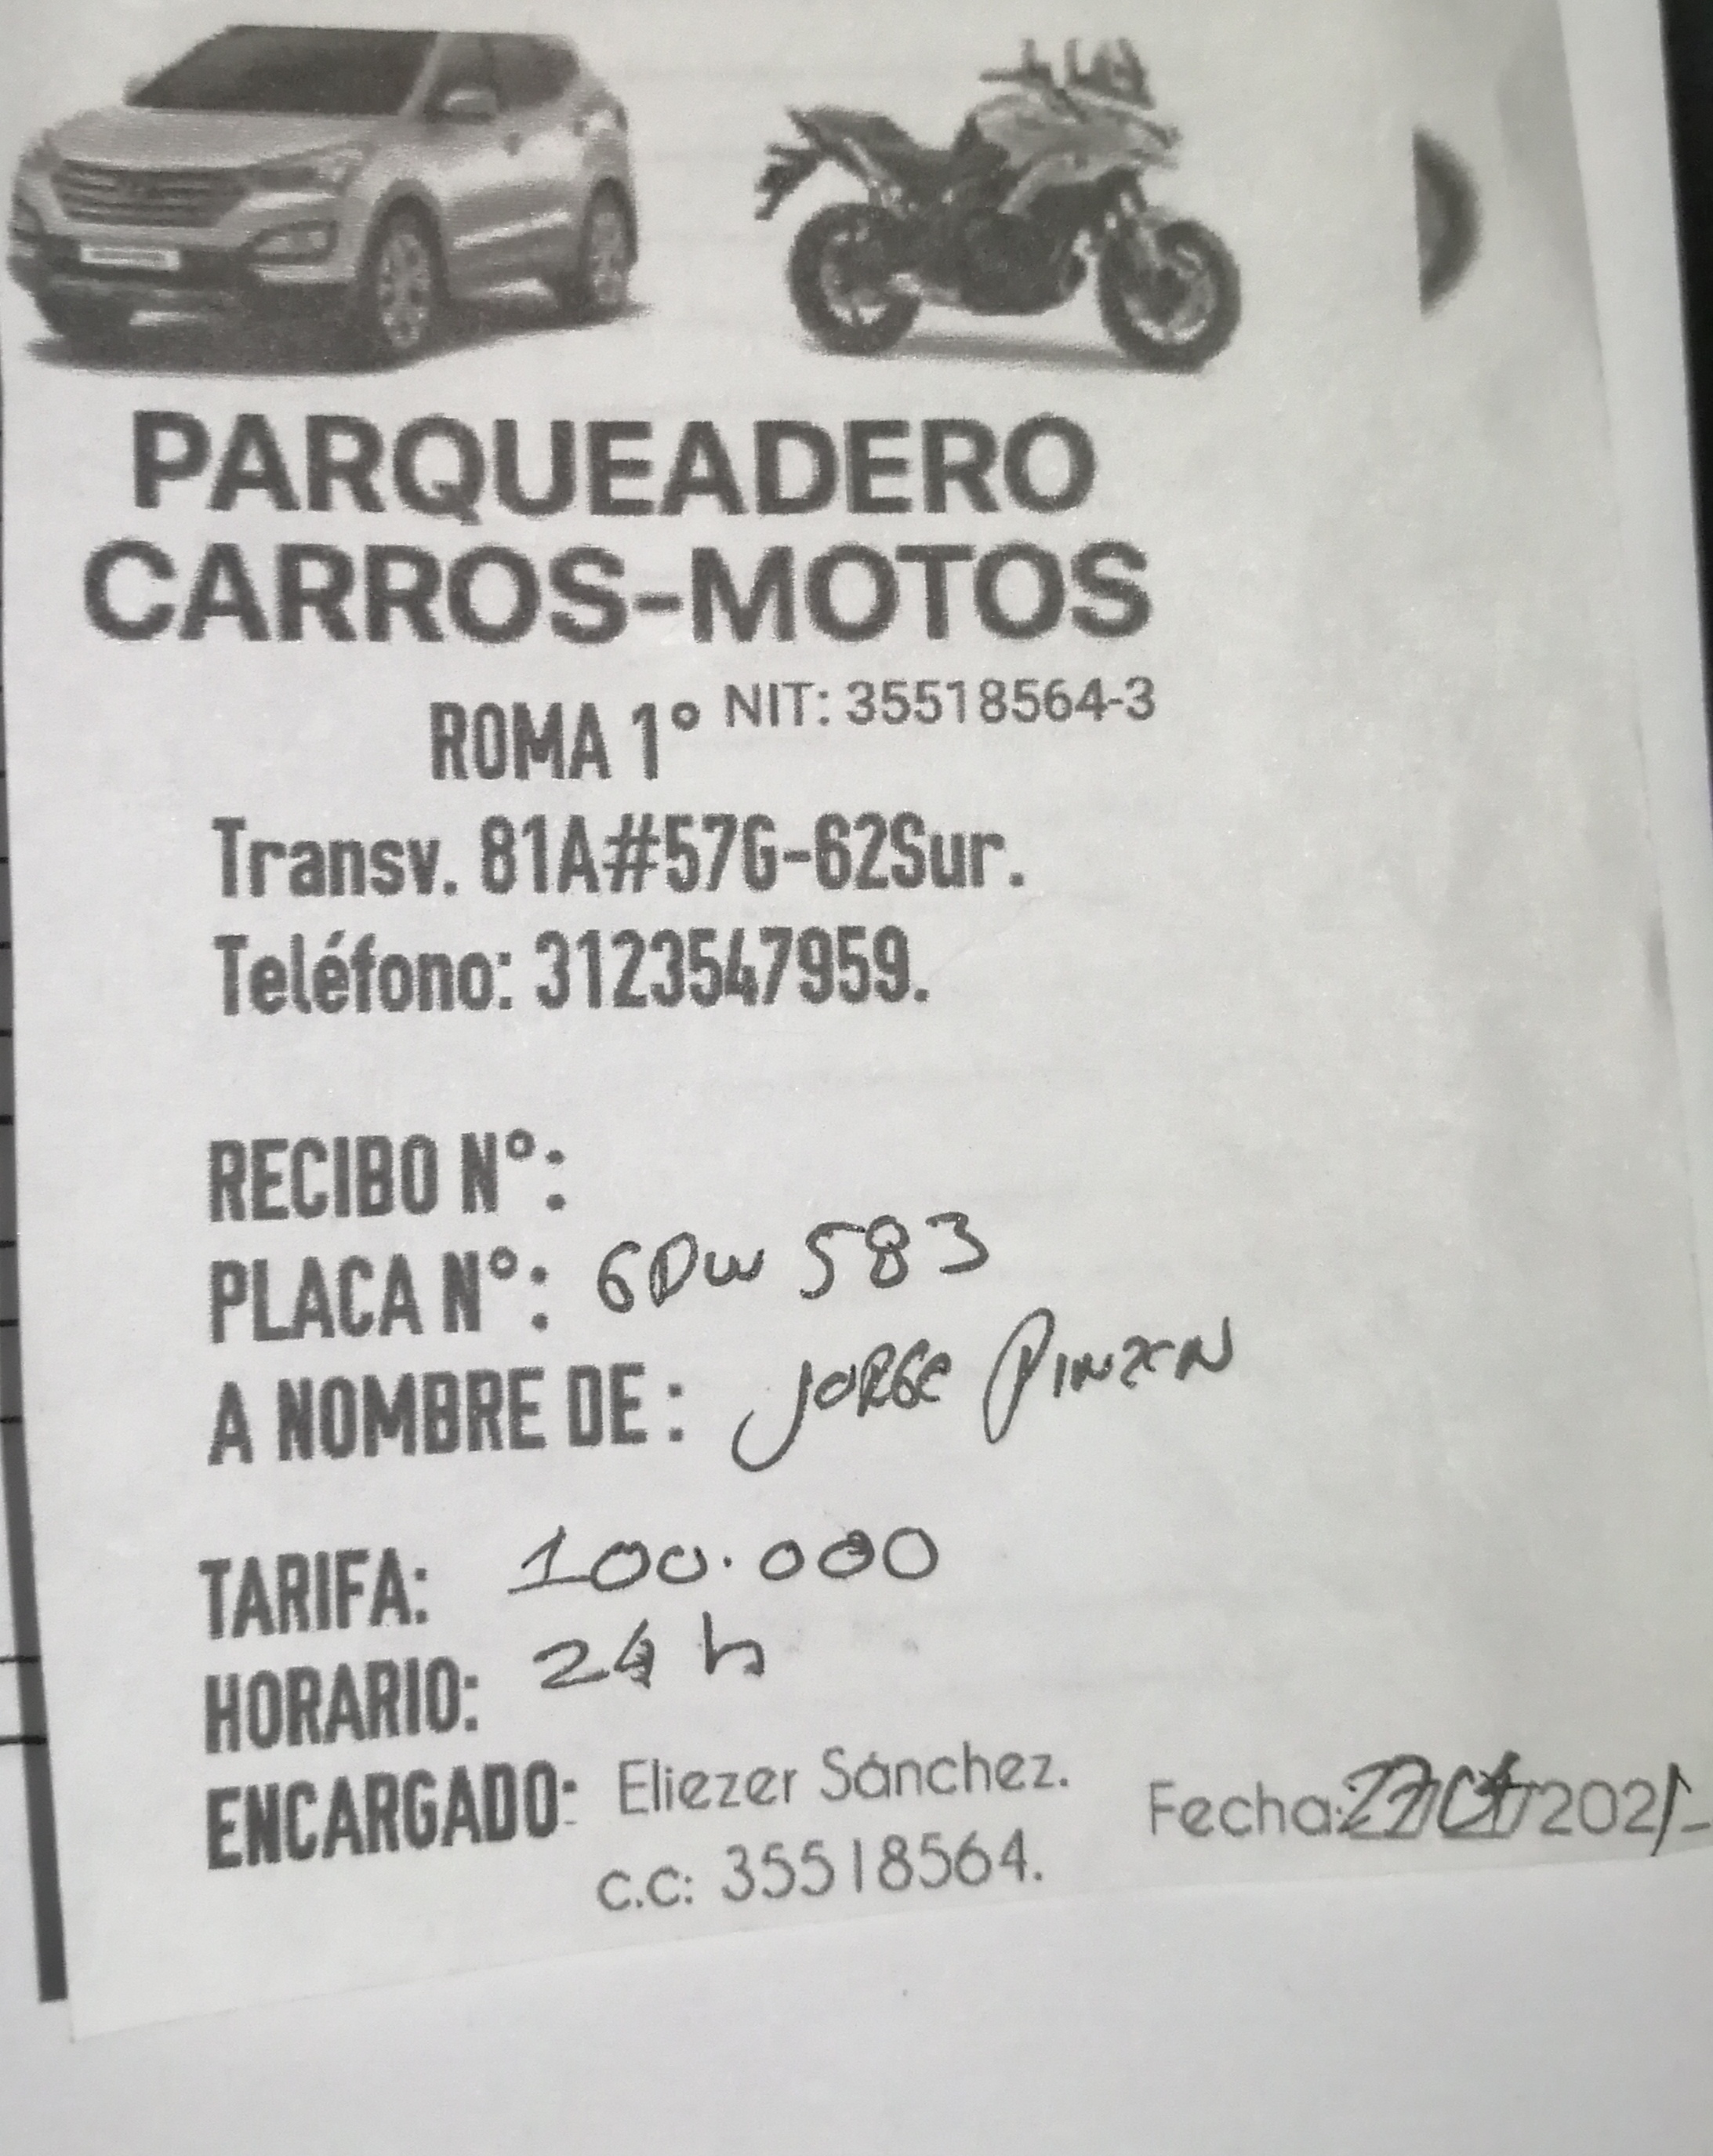 PARQUEADERO
CARROS-MOTOS
ROMA 1° NIT: 35518564-3
Transv. 81A#57G-62Sur.
Teléfono: 3123547959.
RECIBO N°:
PLACA N°: GDW 583
A NOMBRE DE: JORGE
TARIFA: 100.000
HORARIO: 24 h
ENCARGADO: Eliezer Sánchez. Fecha: 2021
c.c: 35518564.